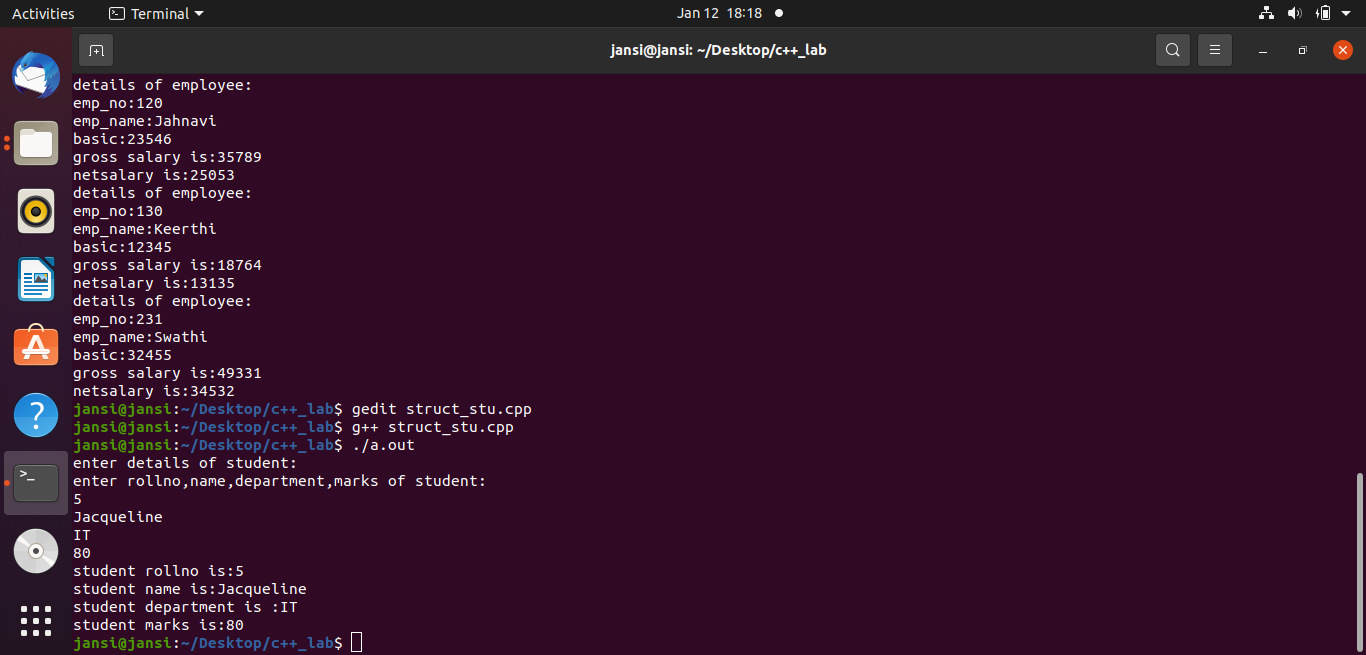 Activities Terminal Jan 12 18:18
jansi@jansi: ~/Desktop/c++_lab
details of employee:
emp_no:120
emp_name:Jahnavi
basic:23546
gross salary is:35789
netsalary is:25053
details of employee:
emp_no:130
emp_name:Keerthi
basic:12345
gross salary is:18764
netsalary is:13135
details of employee:
emp_no:231
emp_name:Swathi
basic:32455
gross salary is:49331
netsalary is:34532
jansi@jansi:~/Desktop/c++_lab$ gedit struct_stu.cpp
jansi@jansi:~/Desktop/c++_lab$ g++ struct_stu.cpp
jansi@jansi:~/Desktop/c++_lab$ ./a.out
enter details of student:
enter rollno,name,department,marks of student:
5
Jacqueline
IT
80
student rollno is:5
student name is:Jacqueline
student department is :IT
student marks is:80
jansi@jansi:~/Desktop/c++_lab$